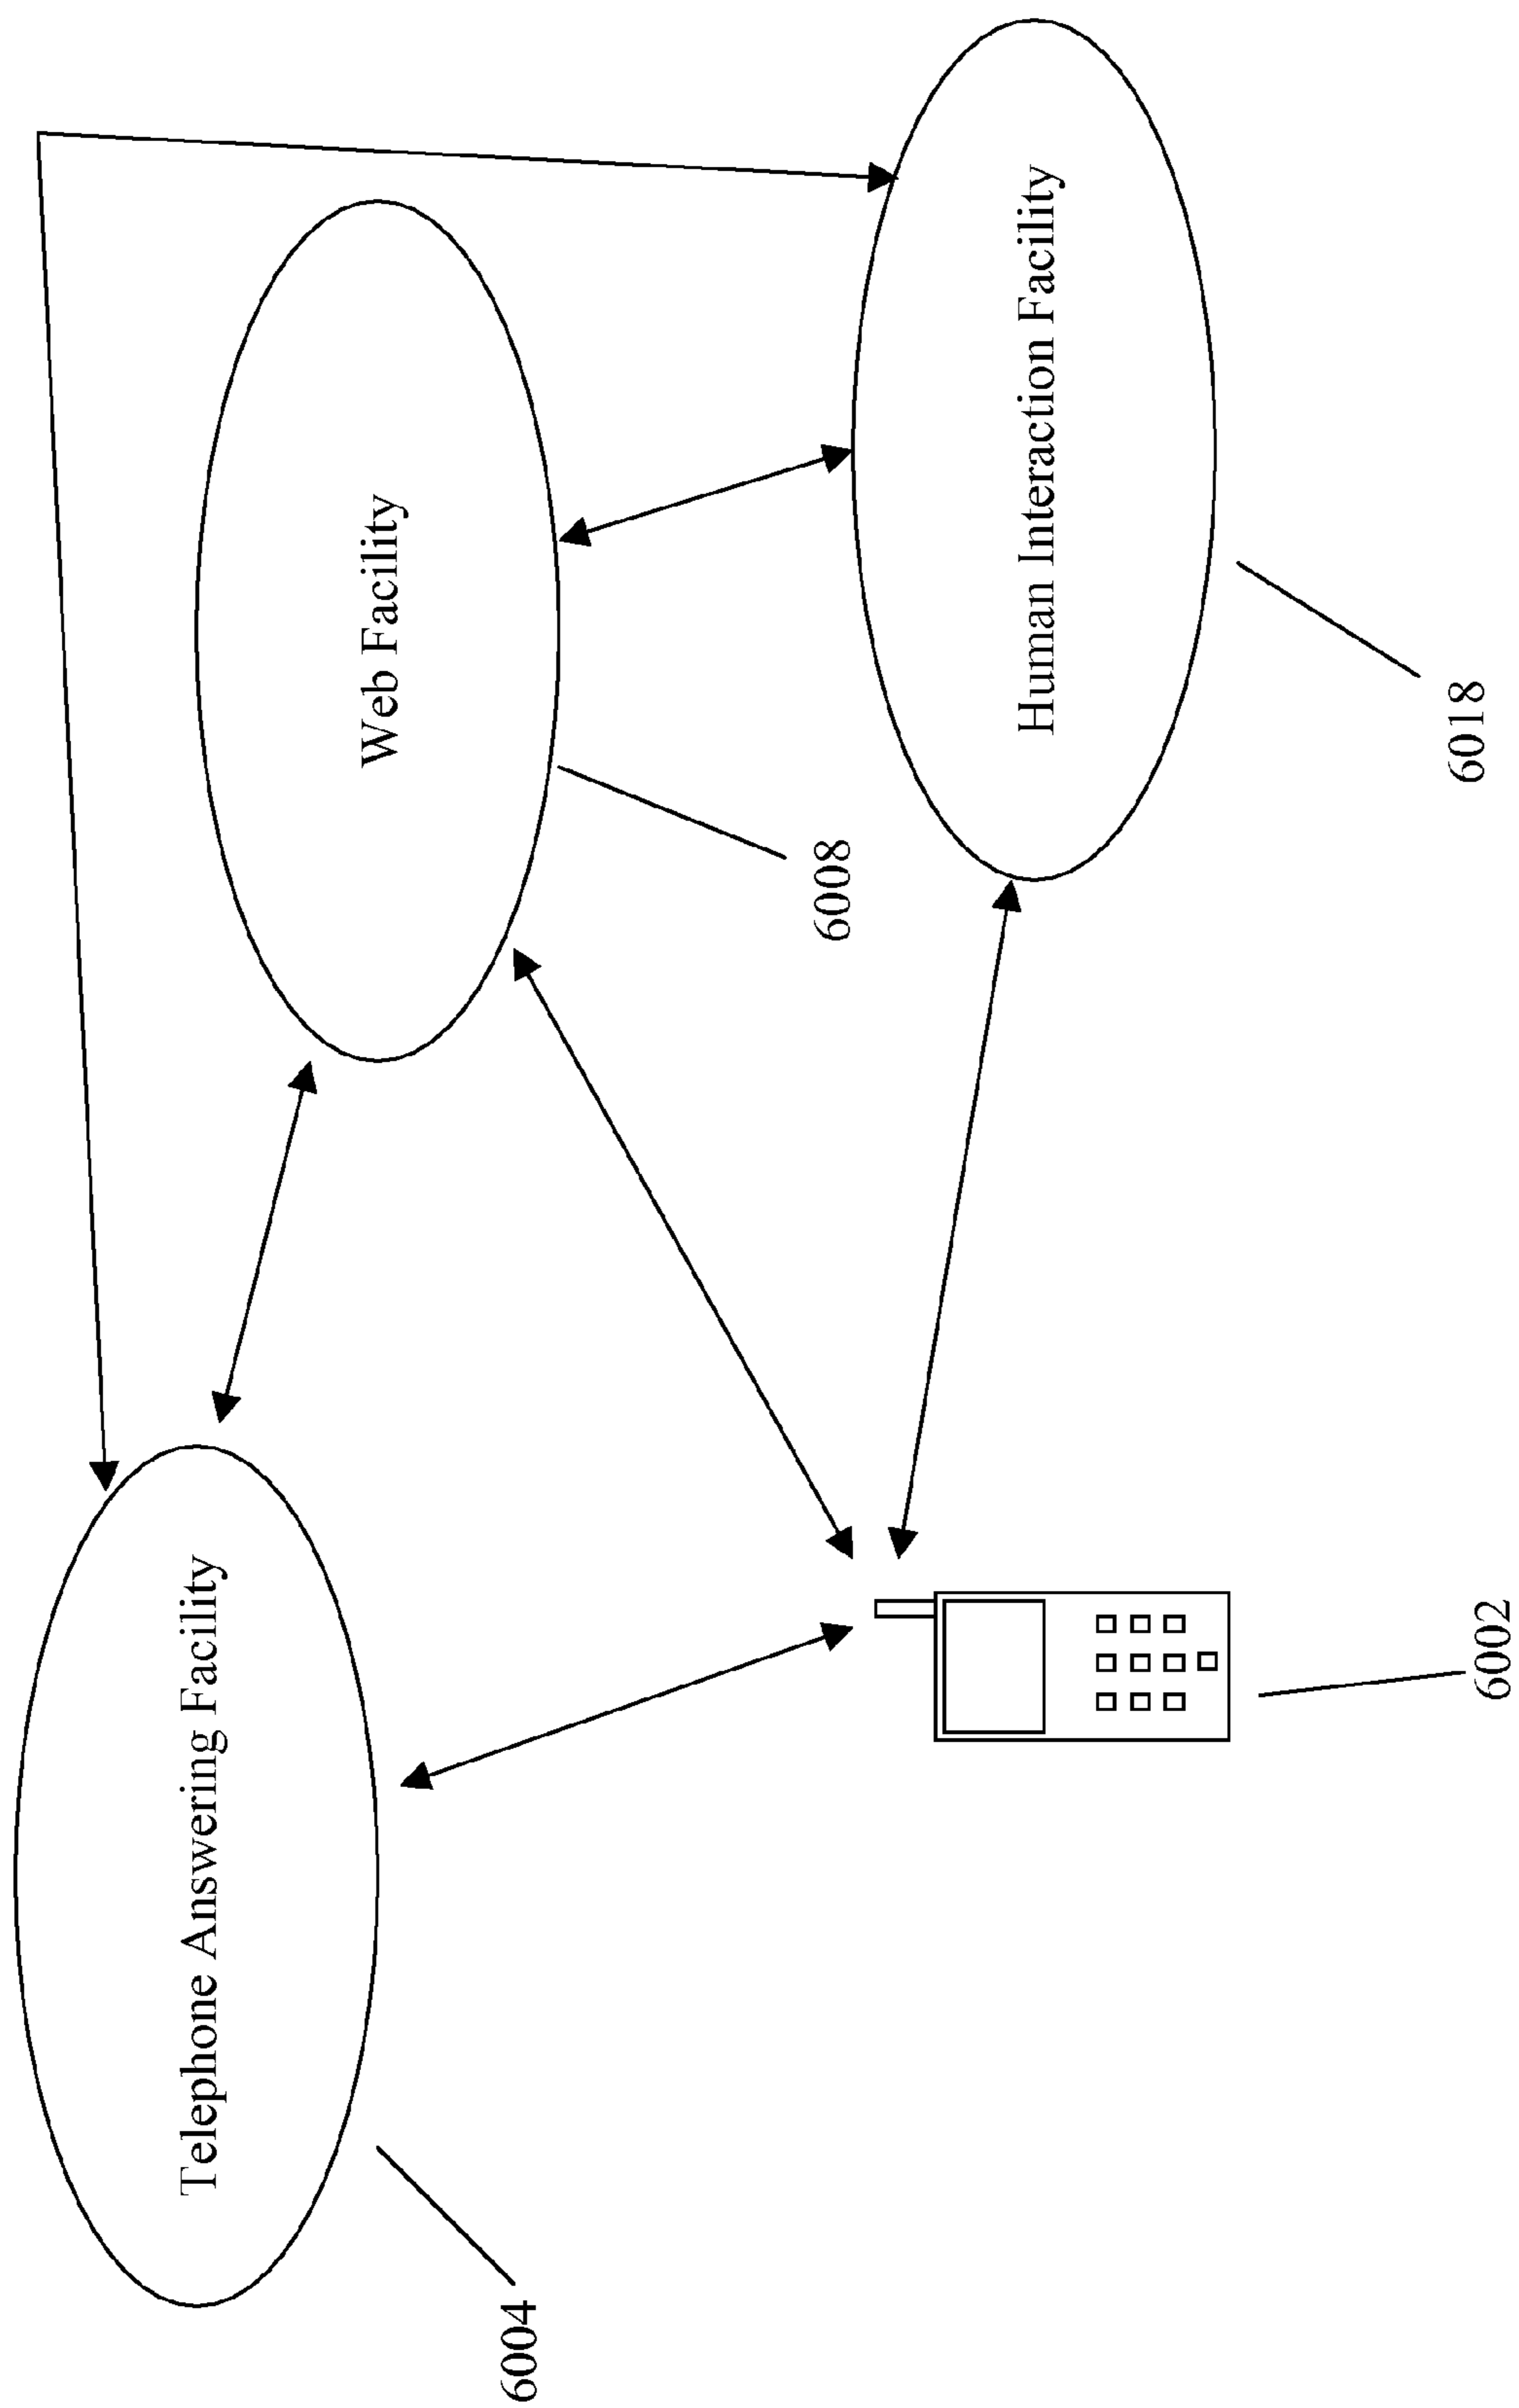 Telephone Answering Facility
Web Facility
6004
6008
Human Interaction Facility
6002
6018